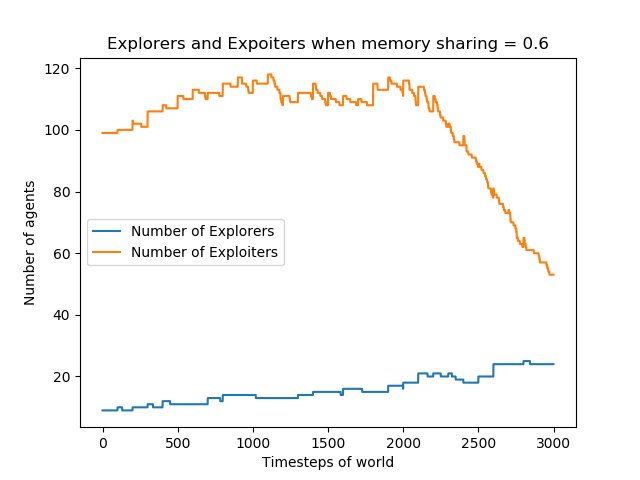 Explorers and Expoiters when memory sharing = 0.6
120
100
80
60
40
20
Number of agents
Number of Explorers
Number of Exploiters
0 500 1000 1500 2000 2500 3000
Timesteps of world